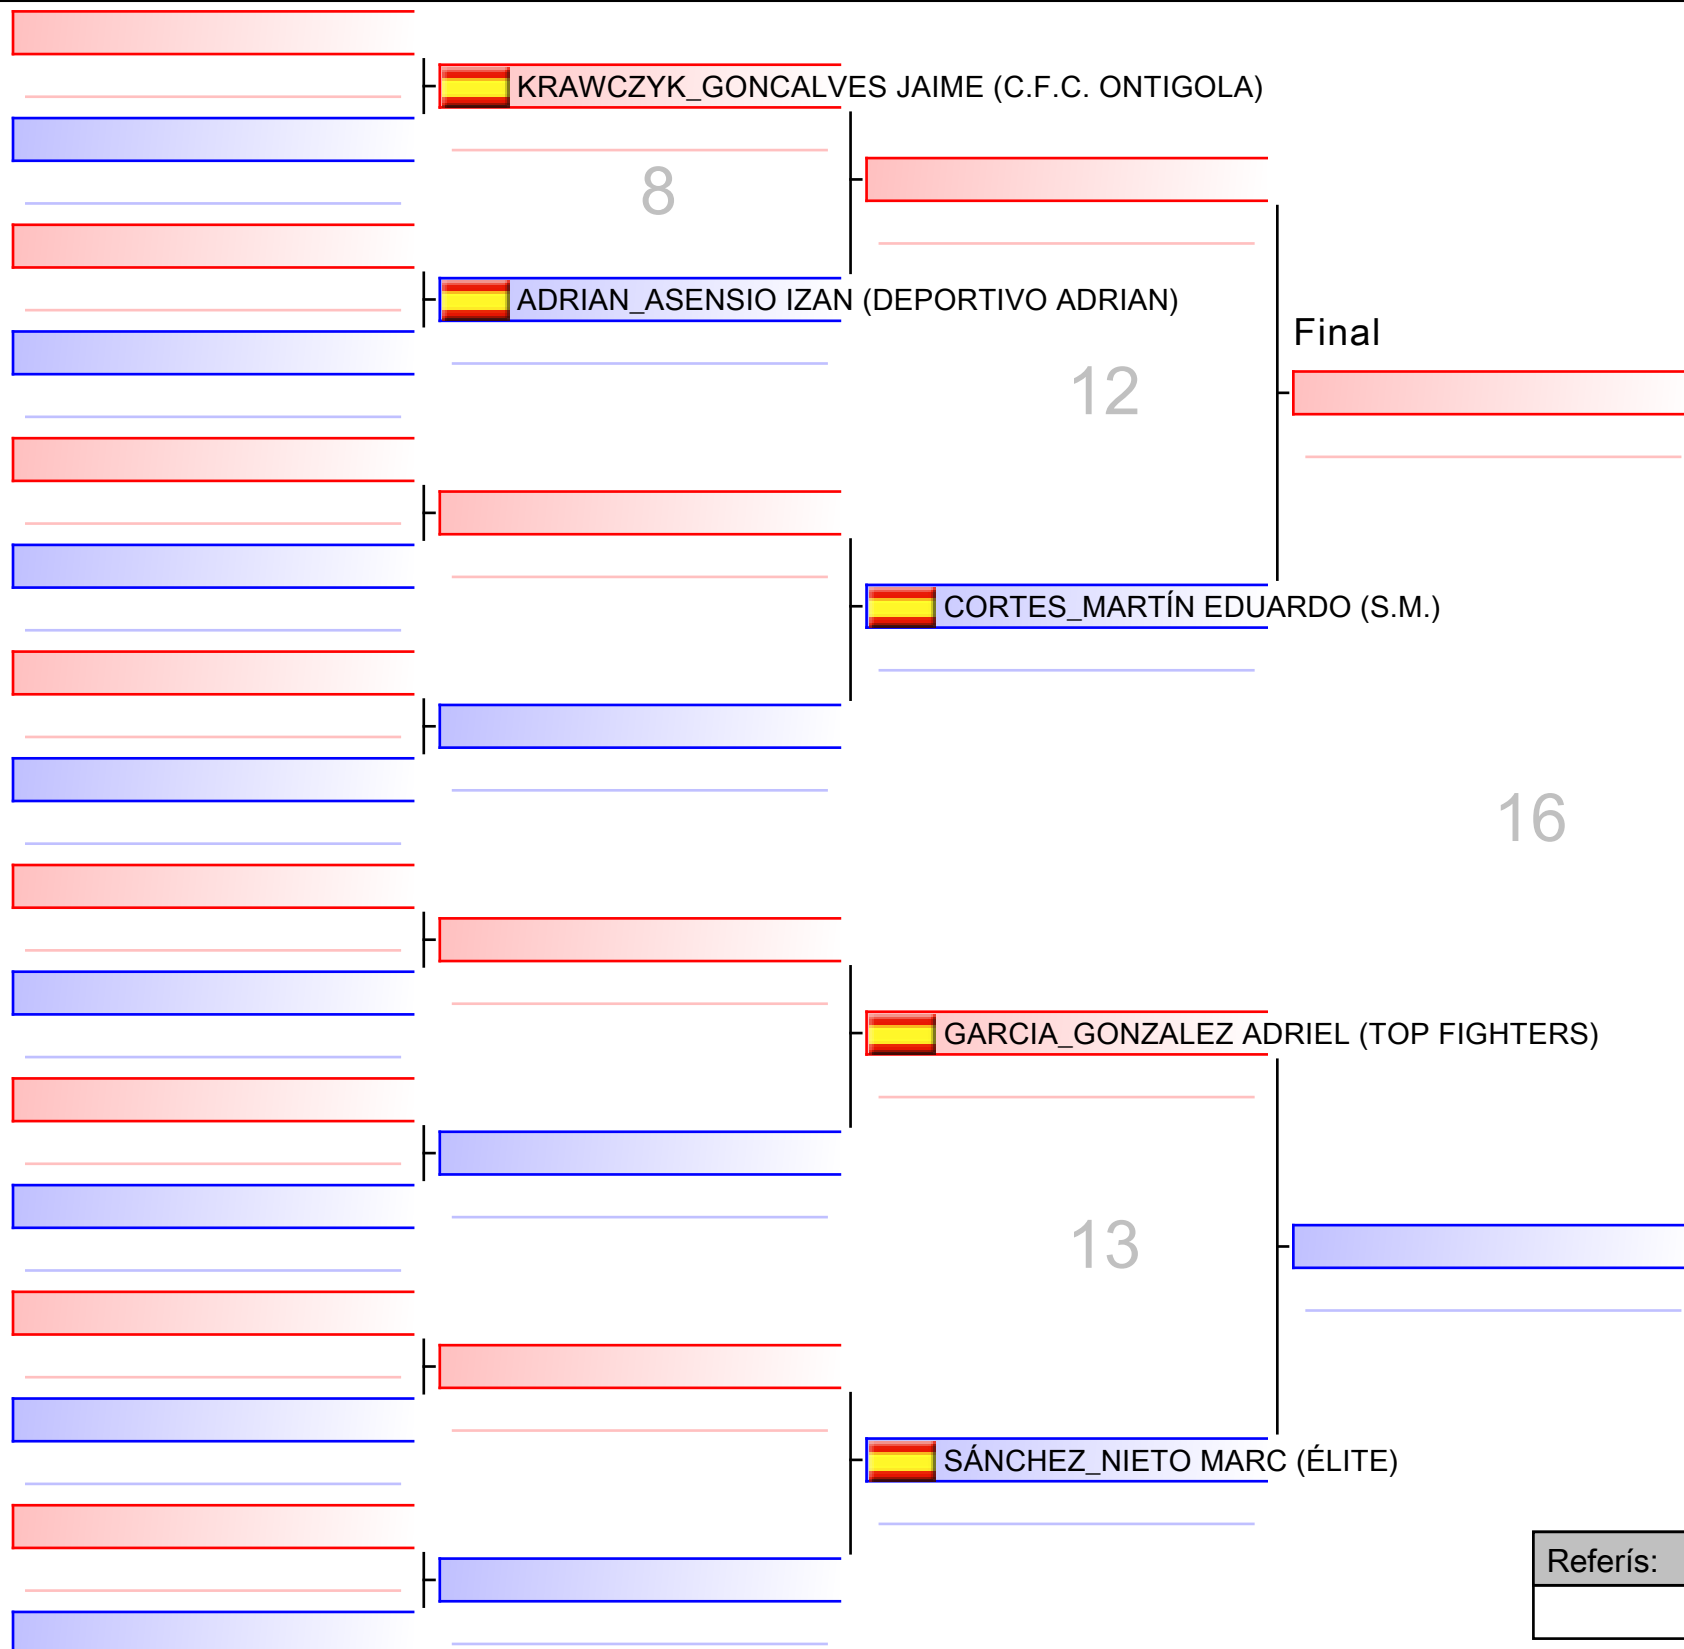 KRAWCZYK_GONCALVES JAIME (C.F.C. ONTIGOLA)
8
ADRIAN_ASENSIO IZAN (DEPORTIVO ADRIAN)
Final
12
CORTES_MARTÍN EDUARDO (S.M.)
16
GARCIA_GONZALEZ ADRIEL (TOP FIGHTERS)
13
SÁNCHEZ_NIETO MARC (ÉLITE)
Referís: